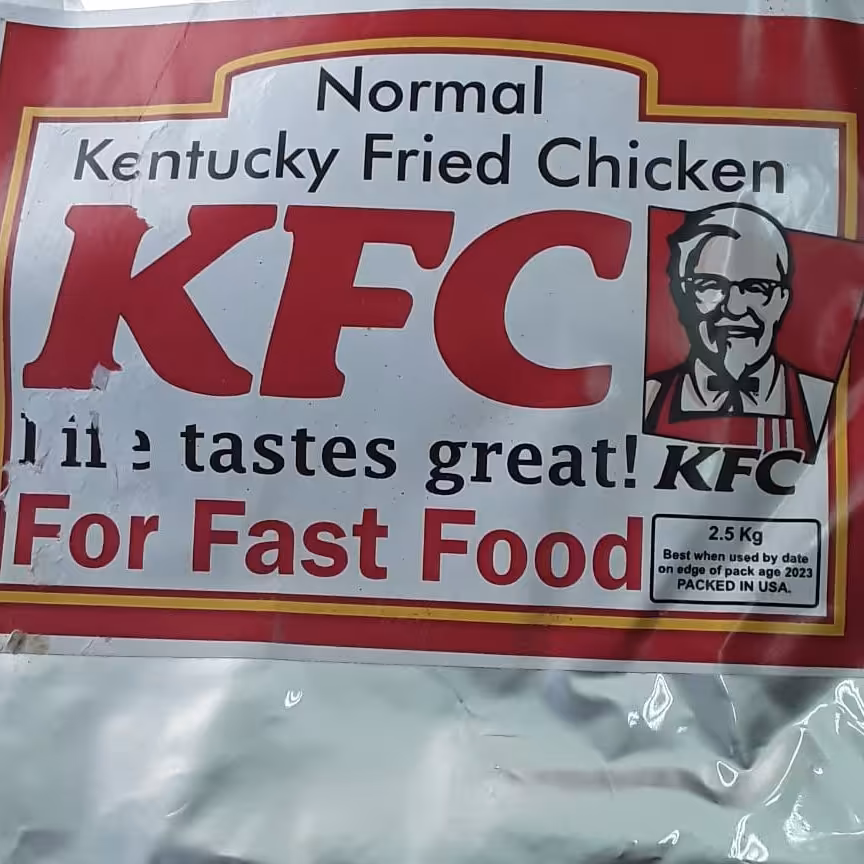 Normal
Kentucky Fried Chicken
KFC
tastes great!
KFC
For Fast Food
2.5 Kg
Best when used by date
on edge of pack age 2023
PACKED IN USA.